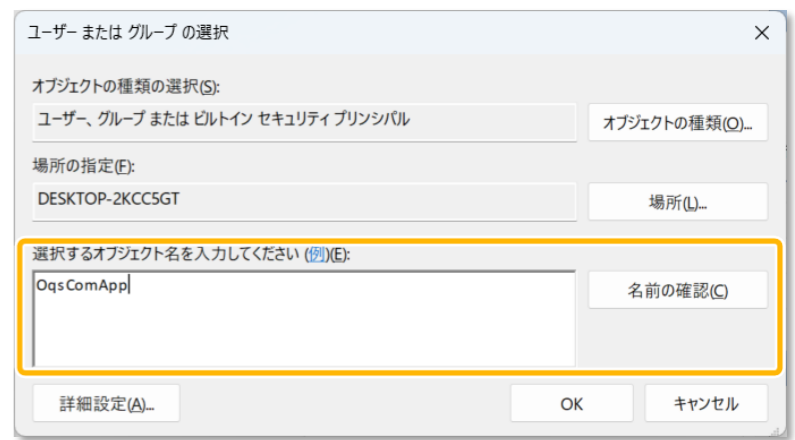 ユーザー または グループ の選択
オブジェクトの種類の選択(S):
ユーザー、グループ または ビルトイン セキュリティ プリンシパル
オブジェクトの種類(O)...
場所の指定(F):
DESKTOP-2KCC5GT
場所(L)...
選択するオブジェクト名を入力してください (例)(E):
OqsComApp
名前の確認(C)
詳細設定(A)...
OK
キャンセル